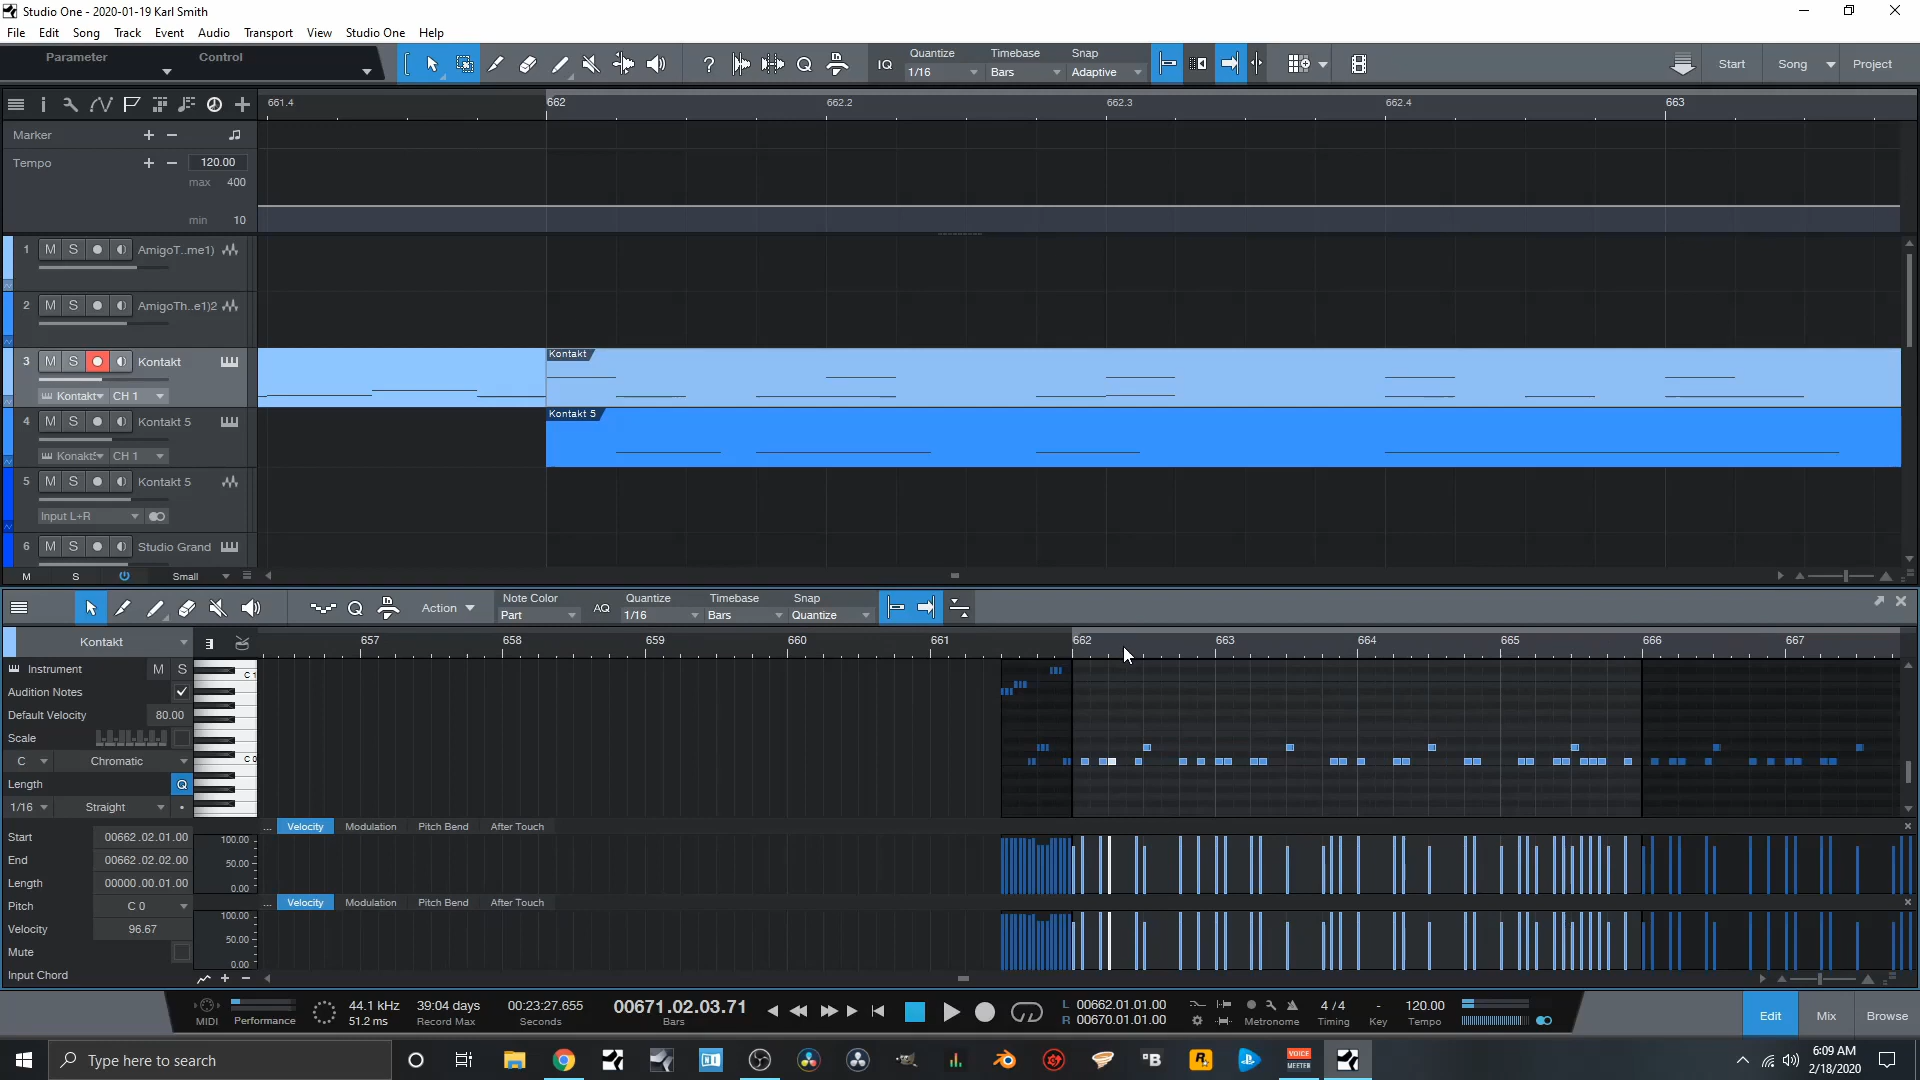 Studio One - 2020-01-19 Karl Smith
File Edit Song Track Event Audio Transport View Studio One Help
Parameter Control
Quantize Timebase Snap
IQ 1/16 Bars Adaptive
Start Song Project
661.4 662 662.2 662.3 662.4 663
Marker
Tempo 120.00
max 400
min 10
1 M S AmigoT..me1)
2 M S AmigoTh..e1)2
3 M S Kontakt
Kontakt CH 1
Kontakt
4 M S Kontakt 5
KonaktS CH 1
Kontakt 5
5 M S Kontakt 5
Input L+R
6 M S Studio Grand
M S Small
Action
Note Color
Part
AQ
Quantize Timebase Snap
1/16 Bars Quantize
Kontakt
657 658 659 660 661 662 663 664 665 666 667
Instrument M S
Audition Notes
Default Velocity 80.00
Scale
C Chromatic
Length Q
1/16 Straight
C 1
C 0
Start 00662.02.01.00
End 00662.02.02.00
Length 00000.00.01.00
Pitch C 0
Velocity 96.67
Mute
Input Chord
... Velocity Modulation Pitch Bend After Touch
100.00
50.00
0.00
... Velocity Modulation Pitch Bend After Touch
100.00
50.00
0.00
MIDI Performance
44.1 kHz
51.2 ms
39:04 days
Record Max
00:23:27.655
Seconds
00671.02.03.71
Bars
L 00662.01.01.00
R 00670.01.01.00
Metronome
4 / 4
Timing
-
Key
120.00
Tempo
Edit Mix Browse
Type here to search
VOICE
MEETER
6:09 AM
2/18/2020